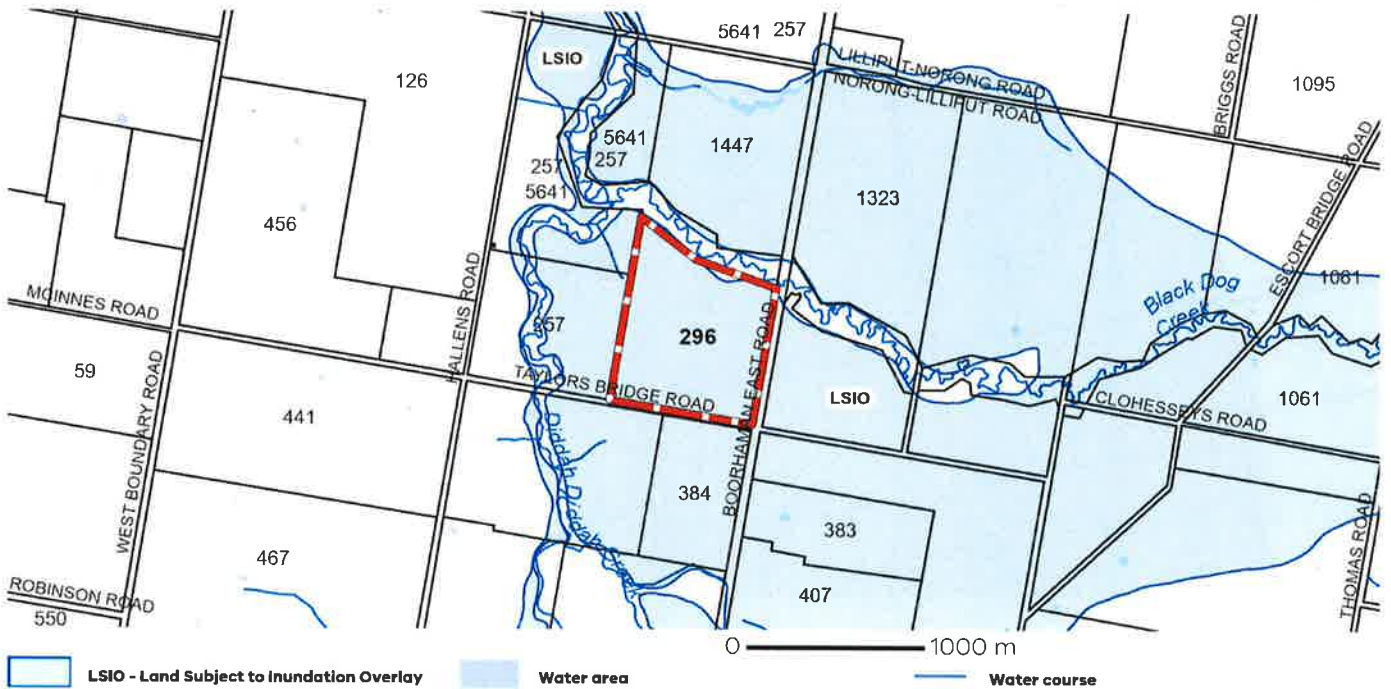 5641 257
LILLIPUT-NORONG ROAD
NORONG-LILLIPUT ROAD
BRIGGS ROAD
1095
LSIO
126
5641
257
1447
257
5641
1323
456
ESCORT BRIDGE ROAD
1081
Black Dog
Creek
MCINNES ROAD
HALLENS ROAD
257
296
BOORHAMAN EAST ROAD
59
WEST BOUNDARY ROAD
TAYLORS BRIDGE ROAD
LSIO
CLOHESSEYS ROAD
1061
441
Diddah Diddah Creek
384
383
467
407
THOMAS ROAD
ROBINSON ROAD
550
0 1000 m
LSIO - Land Subject to Inundation Overlay
Water area
Water course